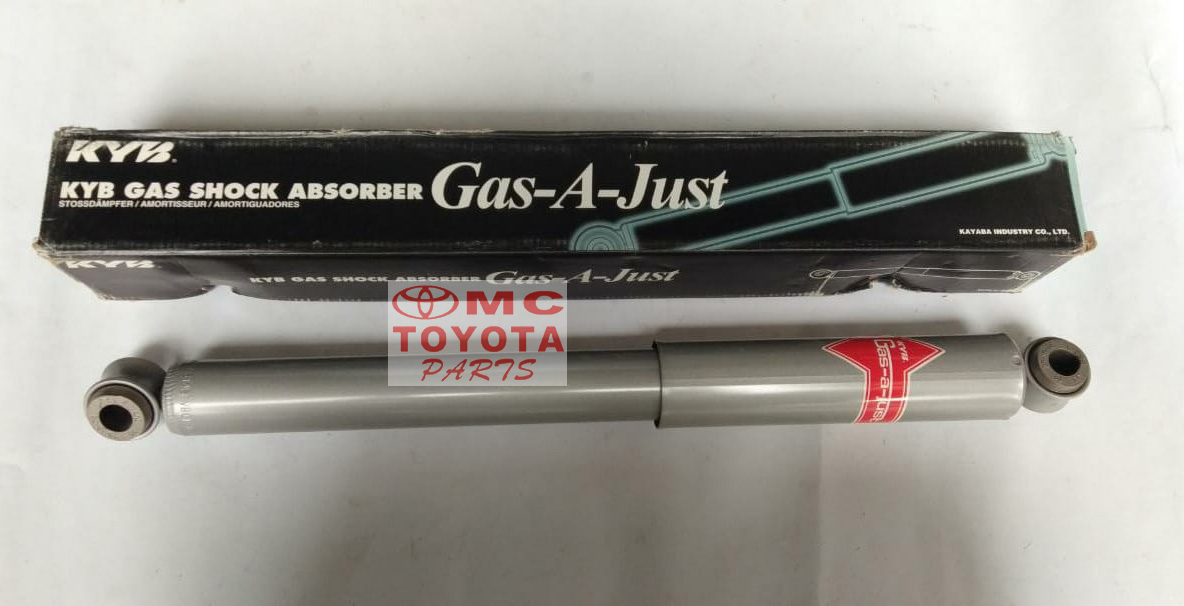 KYB®
KYB GAS SHOCK ABSORBER Gas-A-Just
STOSSDÄMPFER / AMORTISSEUR / AMORTIGUADORES
KAYABA INDUSTRY CO., LTD.
KYB
KYB GAS SHOCK ABSORBER Gas-A-Just
MC
TOYOTA
PARTS
KYB
Gas-a-Just